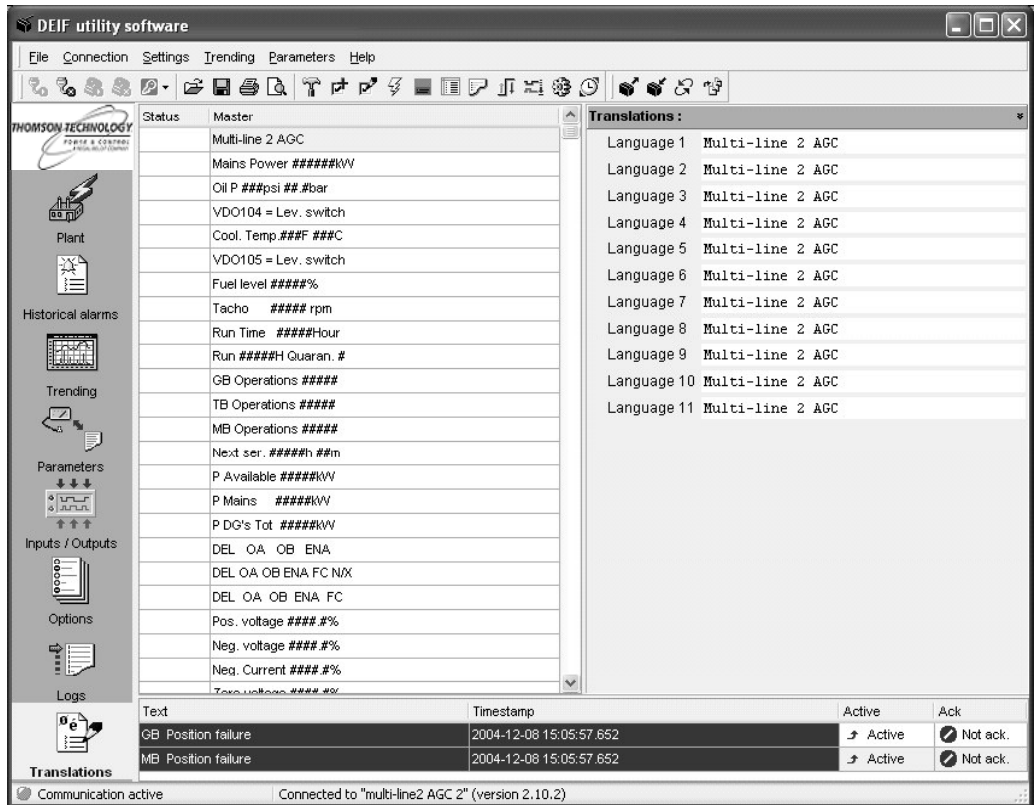 DEIF utility software
File Connection Settings Trending Parameters Help
THOMSON TECHNOLOGY
POWER & CONTROL
Plant
Historical alarms
Trending
Parameters
Inputs / Outputs
Options
Logs
Translations
Status Master
Multi-line 2 AGC
Mains Power ######kW
Oil P ###psi ##.#bar
VDO104 = Lev. switch
Cool. Temp.###F ###C
VDO105 = Lev. switch
Fuel level #####%
Tacho ##### rpm
Run Time #####Hour
Run #####H Quaran. #
GB Operations #####
TB Operations #####
MB Operations #####
Next ser. #####h ##m
P Available #####kW
P Mains #####kW
P DG's Tot #####kW
DEL OA OB ENA
DEL OA OB ENA FC N/X
DEL OA OB ENA FC
Pos. voltage ####.#%
Neg. voltage ####.#%
Neg. Current ####.#%
Zero voltage ####.#%
Translations :
Language 1 Multi-line 2 AGC
Language 2 Multi-line 2 AGC
Language 3 Multi-line 2 AGC
Language 4 Multi-line 2 AGC
Language 5 Multi-line 2 AGC
Language 6 Multi-line 2 AGC
Language 7 Multi-line 2 AGC
Language 8 Multi-line 2 AGC
Language 9 Multi-line 2 AGC
Language 10 Multi-line 2 AGC
Language 11 Multi-line 2 AGC
Text Timestamp Active Ack
GB Position failure 2004-12-08 15:05:57.652 Active Not ack.
MB Position failure 2004-12-08 15:05:57.652 Active Not ack.
Communication active Connected to "multi-line2 AGC 2" (version 2.10.2)